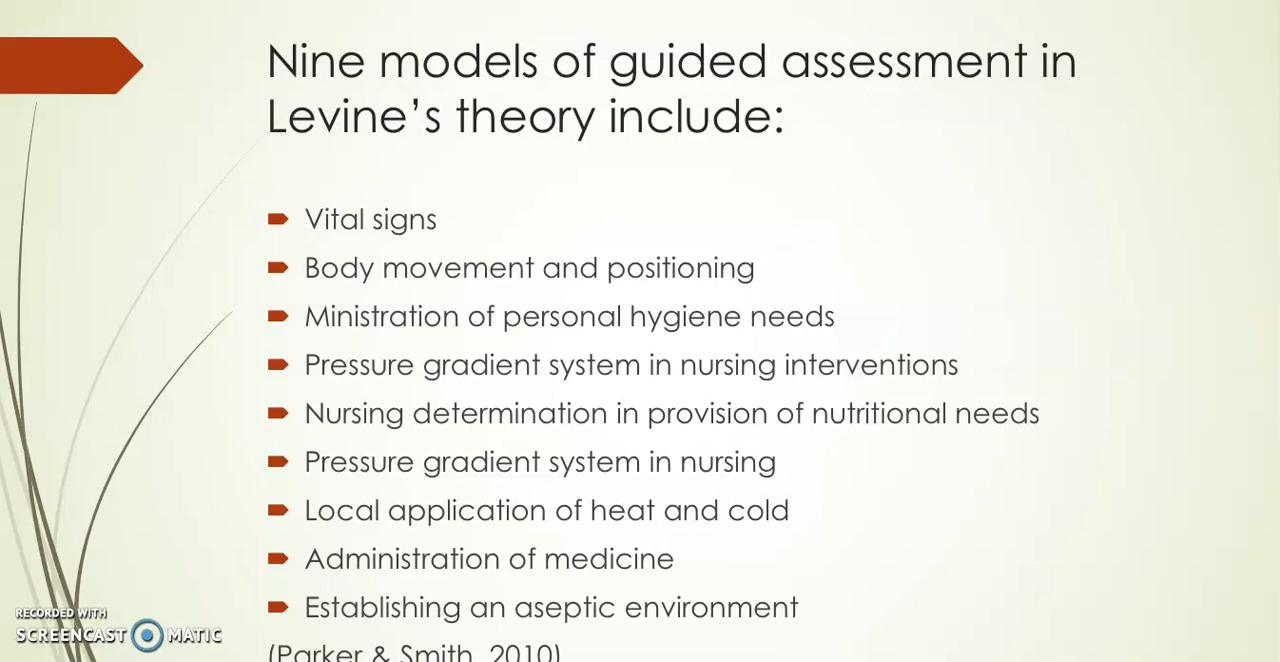 Nine models of guided assessment in
Levine's theory include:
Vital signs
Body movement and positioning
Ministration of personal hygiene needs
Pressure gradient system in nursing interventions
Nursing determination in provision of nutritional needs
Pressure gradient system in nursing
Local application of heat and cold
Administration of medicine
Establishing an aseptic environment
(Parker & Smith, 2010)
RECORDED WITH
SCREENCAST MATIC